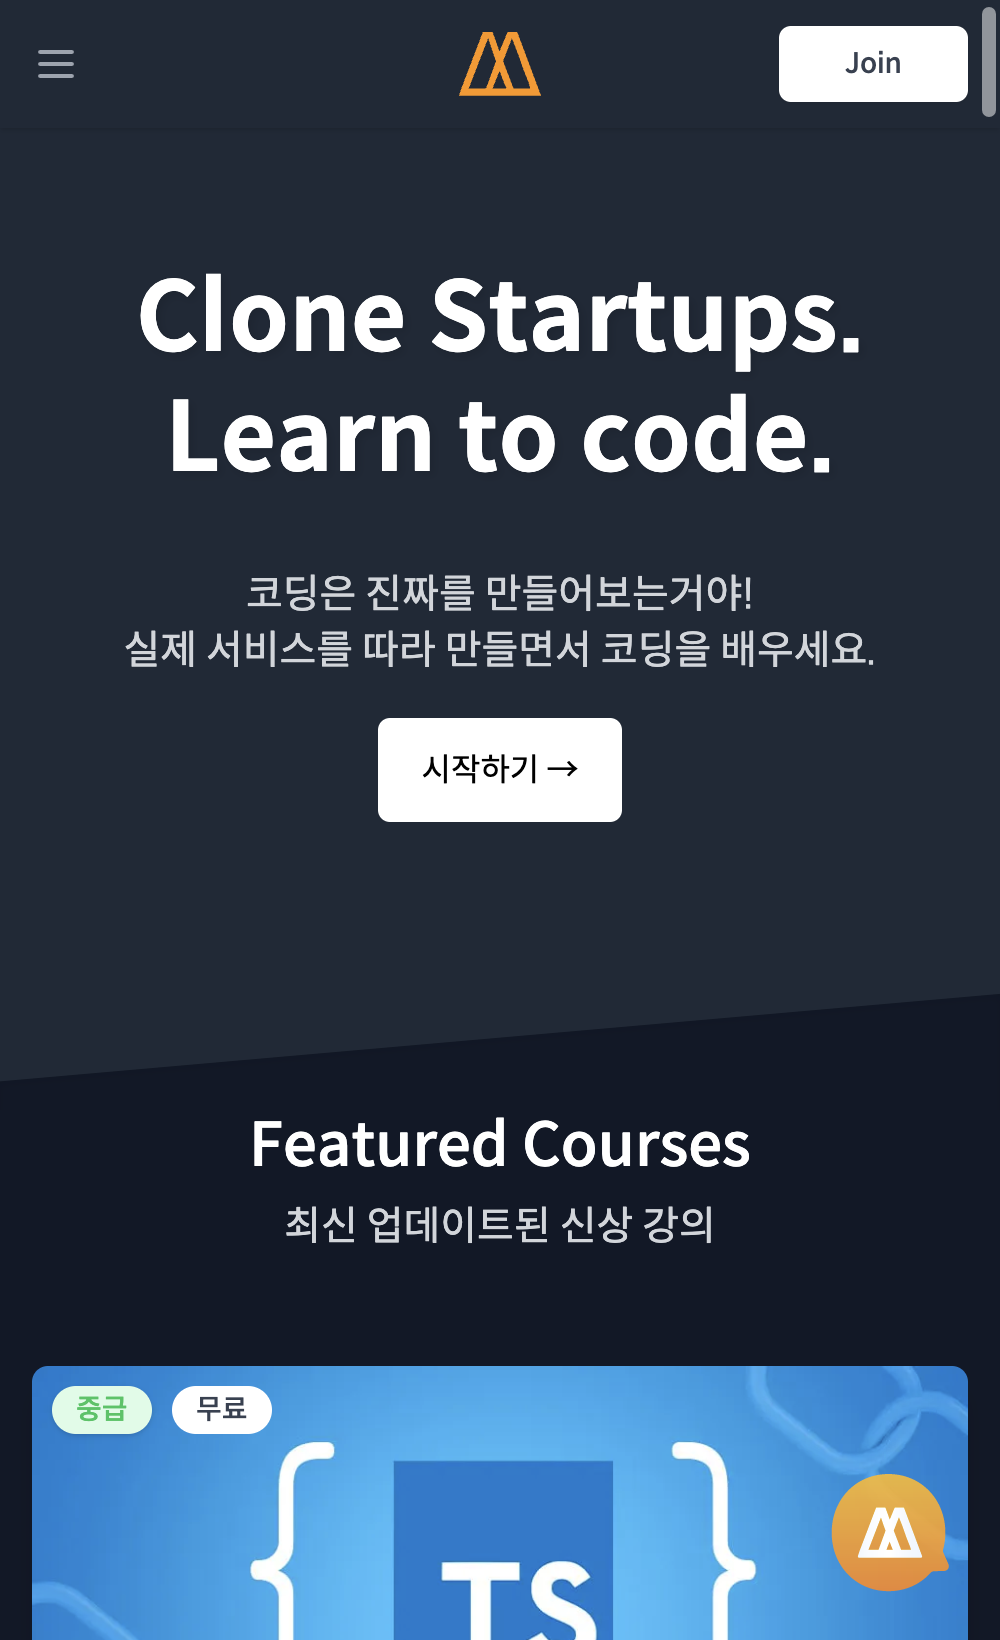 Join
Clone Startups.
Learn to code.
코딩은 진짜를 만들어보는거야!
실제 서비스를 따라 만들면서 코딩을 배우세요.
시작하기 →
Featured Courses
최신 업데이트된 신상 강의
중급 무료
{ TS }